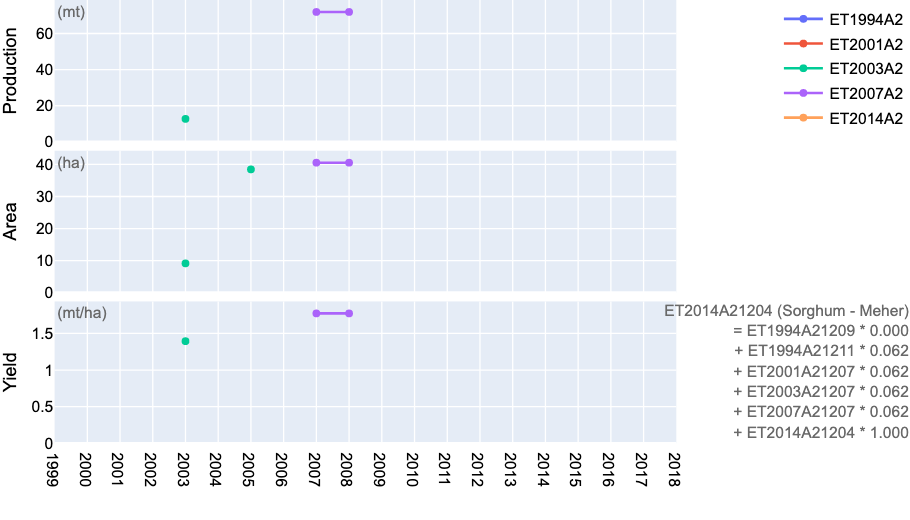 (mt)
Production
60
40
20
0
ET1994A2
ET2001A2
ET2003A2
ET2007A2
ET2014A2
(ha)
Area
40
30
20
10
0
(mt/ha)
Yield
1.5
1
0.5
0
1999
2000
2001
2002
2003
2004
2005
2006
2007
2008
2009
2010
2011
2012
2013
2014
2015
2016
2017
2018
ET2014A21204 (Sorghum - Meher)
= ET1994A21209 * 0.000
+ ET1994A21211 * 0.062
+ ET2001A21207 * 0.062
+ ET2003A21207 * 0.062
+ ET2007A21207 * 0.062
+ ET2014A21204 * 1.000